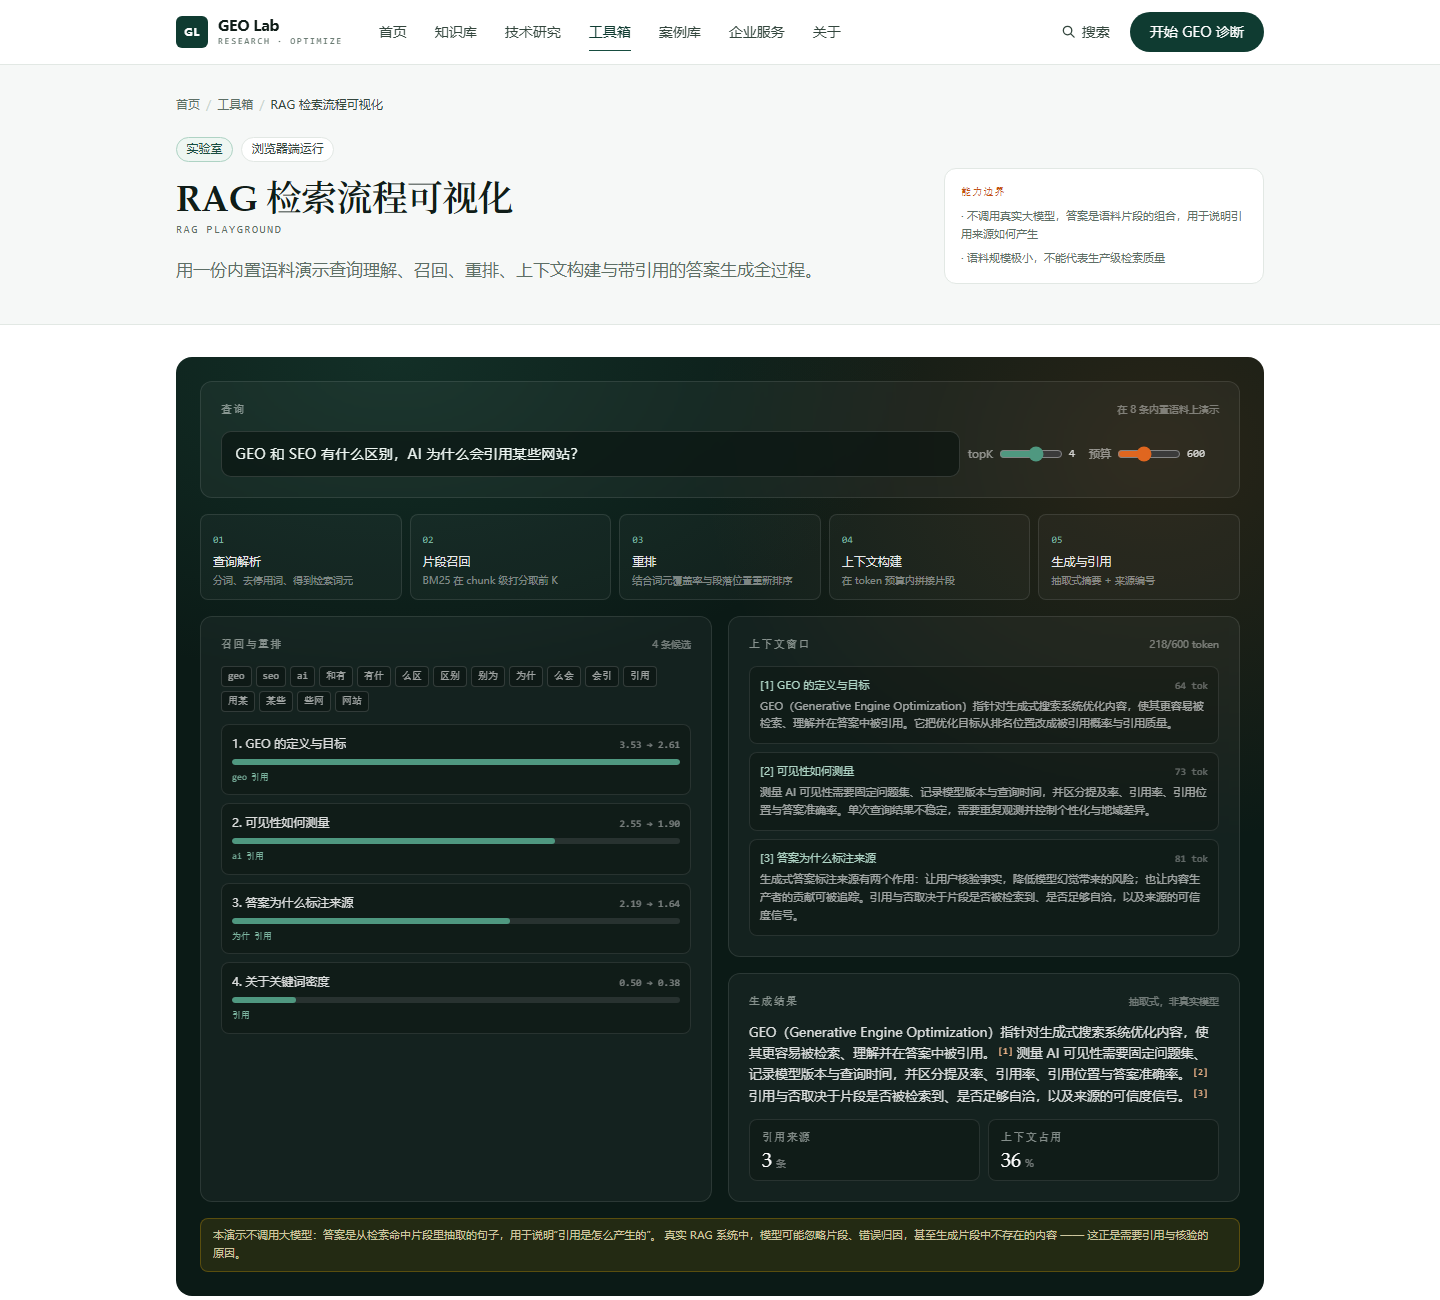 GL
GEO Lab
RESEARCH · OPTIMIZE
首页
知识库
技术研究
工具箱
案例库
企业服务
关于
搜索
开始 GEO 诊断
首页 / 工具箱 / RAG 检索流程可视化
实验室
浏览器端运行
RAG 检索流程可视化
RAG PLAYGROUND
用一份内置语料演示查询理解、召回、重排、上下文构建与带引用的答案生成全过程。
能力边界
· 不调用真实大模型，答案是语料片段的组合，用于说明引
用来源如何产生
· 语料规模极小，不能代表生产级检索质量
查询
在 8 条内置语料上演示
GEO 和 SEO 有什么区别，AI 为什么会引用某些网站?
topK
4
预算
600
01
查询解析
分词、去停用词、得到检索词元
02
片段召回
BM25 在 chunk 级打分取前 K
03
重排
结合词元覆盖率与段落位置重新排序
04
上下文构建
在 token 预算内拼接片段
05
生成与引用
抽取式摘要 + 来源编号
召回与重排
4 条候选
geo seo ai 和有 有什 么区 区别 别为 为什 么会 会引 引用
用某 某些 些网 网站
1. GEO 的定义与目标
3.53 → 2.61
geo 引用
2. 可见性如何测量
2.55 → 1.90
ai 引用
3. 答案为什么标注来源
2.19 → 1.64
为什 引用
4. 关于关键词密度
0.50 → 0.38
引用
上下文窗口
218/600 token
[1] GEO 的定义与目标
64 tok
GEO（Generative Engine Optimization）指针对生成式搜索系统优化内容，使其更容易被
检索、理解并在答案中被引用。它把优化目标从排名位置改成被引用概率与引用质量。
[2] 可见性如何测量
73 tok
测量 AI 可见性需要固定问题集、记录模型版本与查询时间，并区分提及率、引用率、引用位
置与答案准确率。单次查询结果不稳定，需要重复观测并控制个性化与地域差异。
[3] 答案为什么标注来源
81 tok
生成式答案标注来源有两个作用：让用户核验事实，降低模型幻觉带来的风险；也让内容生
产者的贡献可被追踪。引用与否取决于片段是否被检索到、是否足够自洽，以及来源的可信
度信号。
生成结果
抽取式，非真实模型
GEO（Generative Engine Optimization）指针对生成式搜索系统优化内容，使
其更容易被检索、理解并在答案中被引用。 [1] 测量 AI 可见性需要固定问题集、
记录模型版本与查询时间，并区分提及率、引用率、引用位置与答案准确率。 [2]
引用与否取决于片段是否被检索到、是否足够自洽，以及来源的可信度信号。 [3]
引用来源
3 条
上下文占用
36 %
本演示不调用大模型：答案是从检索命中片段里抽取的句子，用于说明“引用是怎么产生的”。 真实 RAG 系统中，模型可能忽略片段、错误归因，甚至生成片段中不存在的内容 —— 这正是需要引用与核验的
原因。